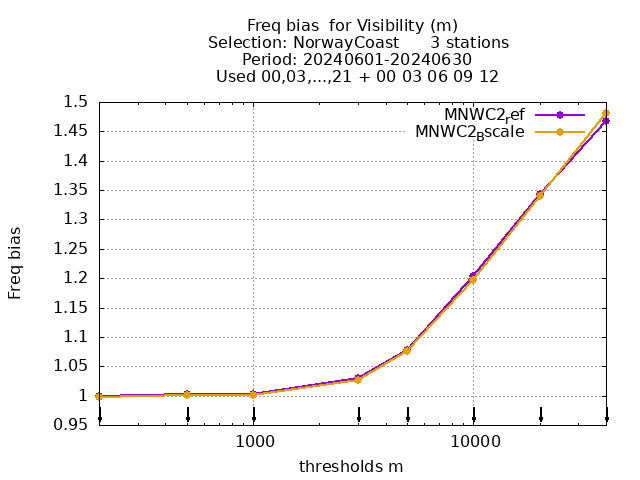 Freq bias  for Visibility (m)
Selection: NorwayCoast      3 stations
Period: 20240601-20240630
Used 00,03,...,21 + 00 03 06 09 12
MNWC2ref
MNWC2Bscale
1.5
1.45
1.4
1.35
1.3
1.25
1.2
1.15
1.1
1.05
1
0.95
Freq bias
1000
10000
thresholds m